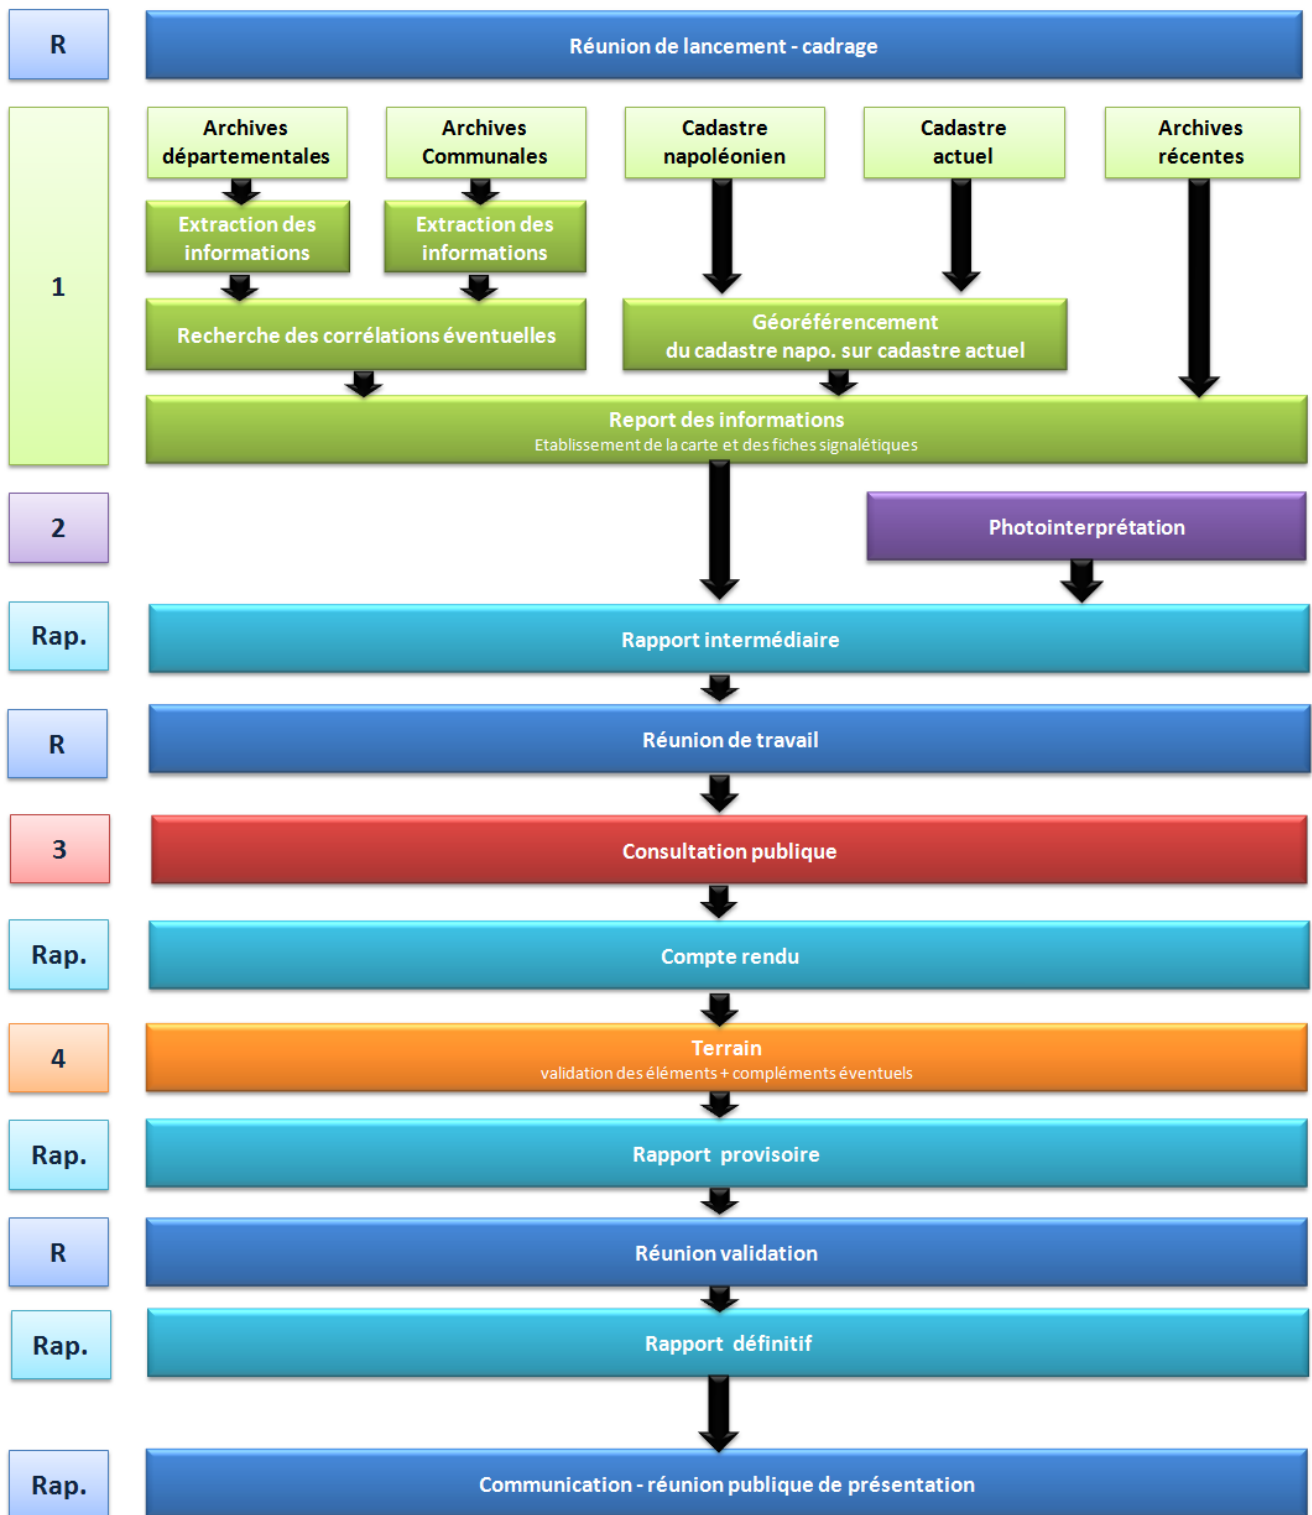 R
Réunion de lancement - cadrage
1
Archives
départementales
Archives
Communales
Cadastre
napoléonien
Cadastre
actuel
Archives
récentes
Extraction des
informations
Extraction des
informations
Recherche des corrélations éventuelles
Géoréférencement
du cadastre napo. sur cadastre actuel
Report des informations
Etablissement de la carte et des fiches signalétiques
2
Photointerprétation
Rap.
Rapport intermédiaire
R
Réunion de travail
3
Consultation publique
Rap.
Compte rendu
4
Terrain
validation des éléments + compléments éventuels
Rap.
Rapport provisoire
R
Réunion validation
Rap.
Rapport définitif
Rap.
Communication - réunion publique de présentation